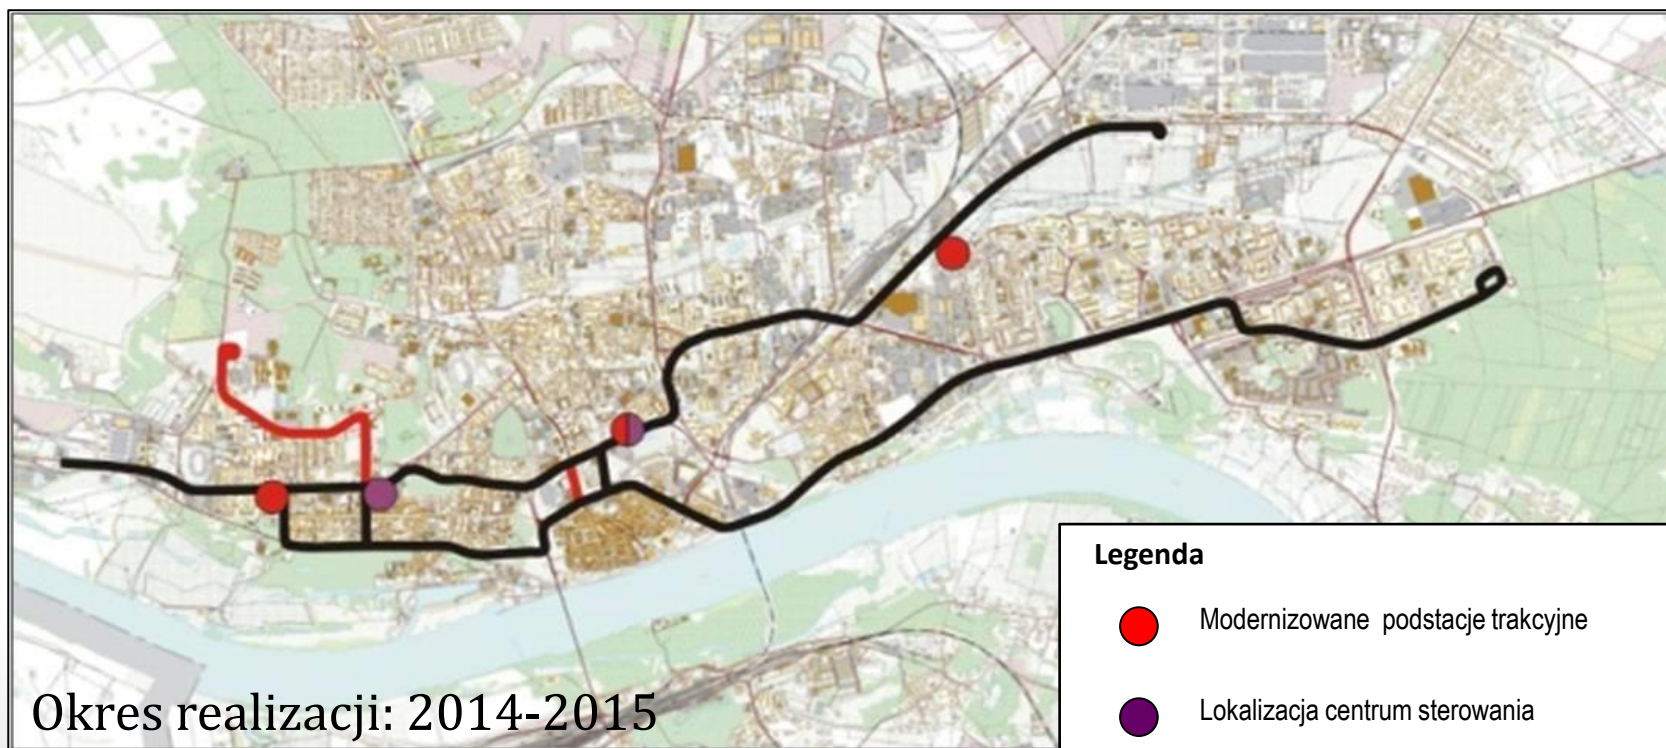 Legenda
Modernizowane podstacje trakcyjne
Lokalizacja centrum sterowania
Okres realizacji: 2014-2015